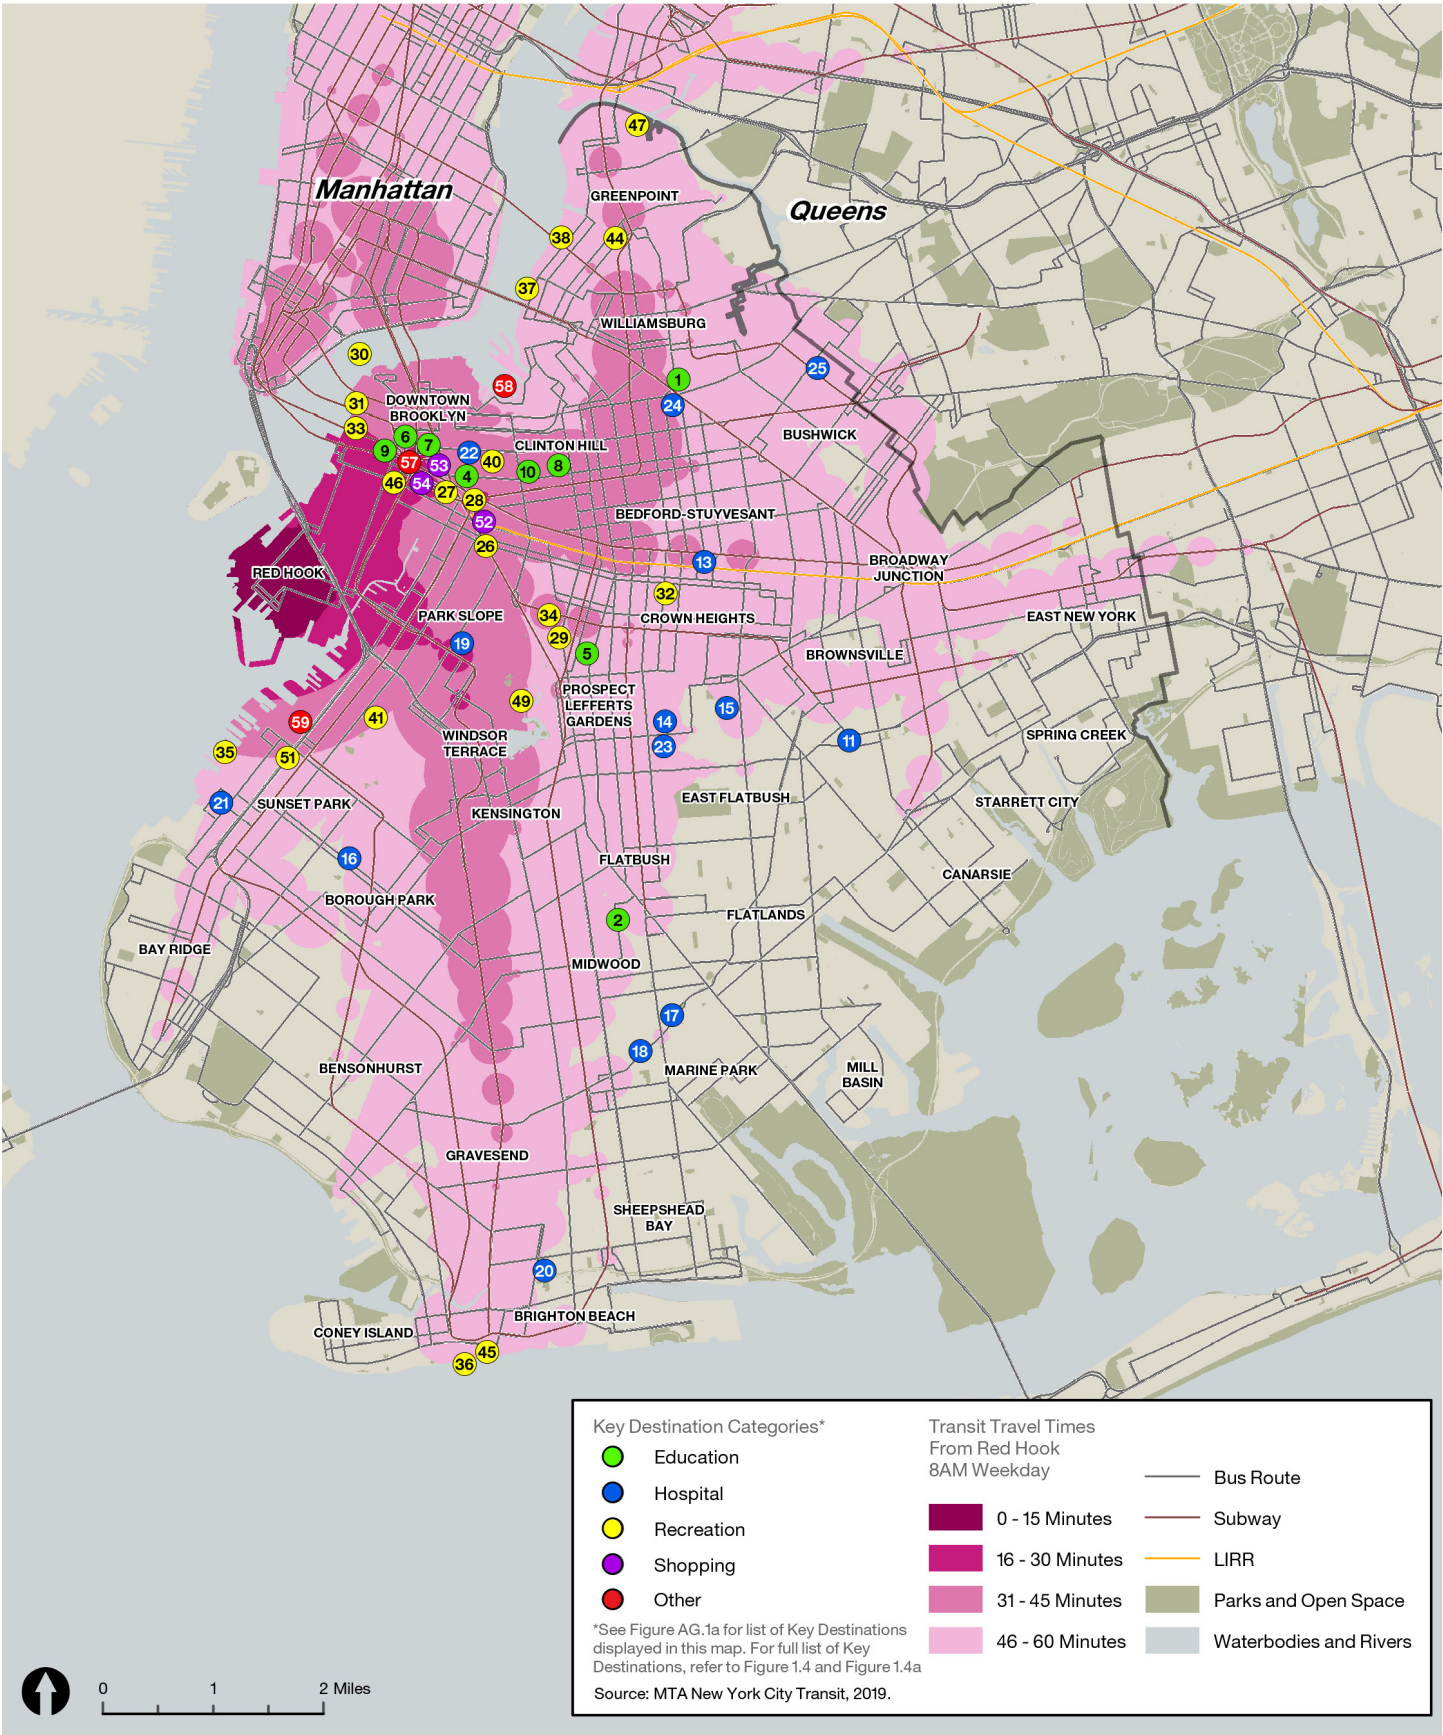 47
Manhattan
GREENPOINT
Queens
38
44
37
WILLIAMSBURG
30
58
1
25
DOWNTOWN
BROOKLYN
31
24
33
6
7
9
22
CLINTON HILL
BUSHWICK
57
53
40
10
8
4
46
54
27
28
52
BEDFORD-STUYVESANT
26
13
BROADWAY
JUNCTION
RED HOOK
32
PARK SLOPE
34
CROWN HEIGHTS
EAST NEW YORK
19
29
5
BROWNSVILLE
49
PROSPECT
LEFFERTS
GARDENS
15
59
41
14
35
51
WINDSOR
TERRACE
23
11
SPRING CREEK
21
SUNSET PARK
KENSINGTON
EAST FLATBUSH
STARRETT CITY
16
FLATBUSH
CANARSIE
BOROUGH PARK
2
FLATLANDS
BAY RIDGE
MIDWOOD
17
18
BENSONHURST
MARINE PARK
MILL
BASIN
GRAVESEND
SHEEPSHEAD
BAY
20
BRIGHTON BEACH
CONEY ISLAND
45
36
Key Destination Categories*
Education
Hospital
Recreation
Shopping
Other
*See Figure AG.1a for list of Key Destinations
displayed in this map. For full list of Key
Destinations, refer to Figure 1.4 and Figure 1.4a
Source: MTA New York City Transit, 2019.
Transit Travel Times
From Red Hook
8AM Weekday
0 - 15 Minutes
16 - 30 Minutes
31 - 45 Minutes
46 - 60 Minutes
Bus Route
Subway
LIRR
Parks and Open Space
Waterbodies and Rivers
0 1 2 Miles